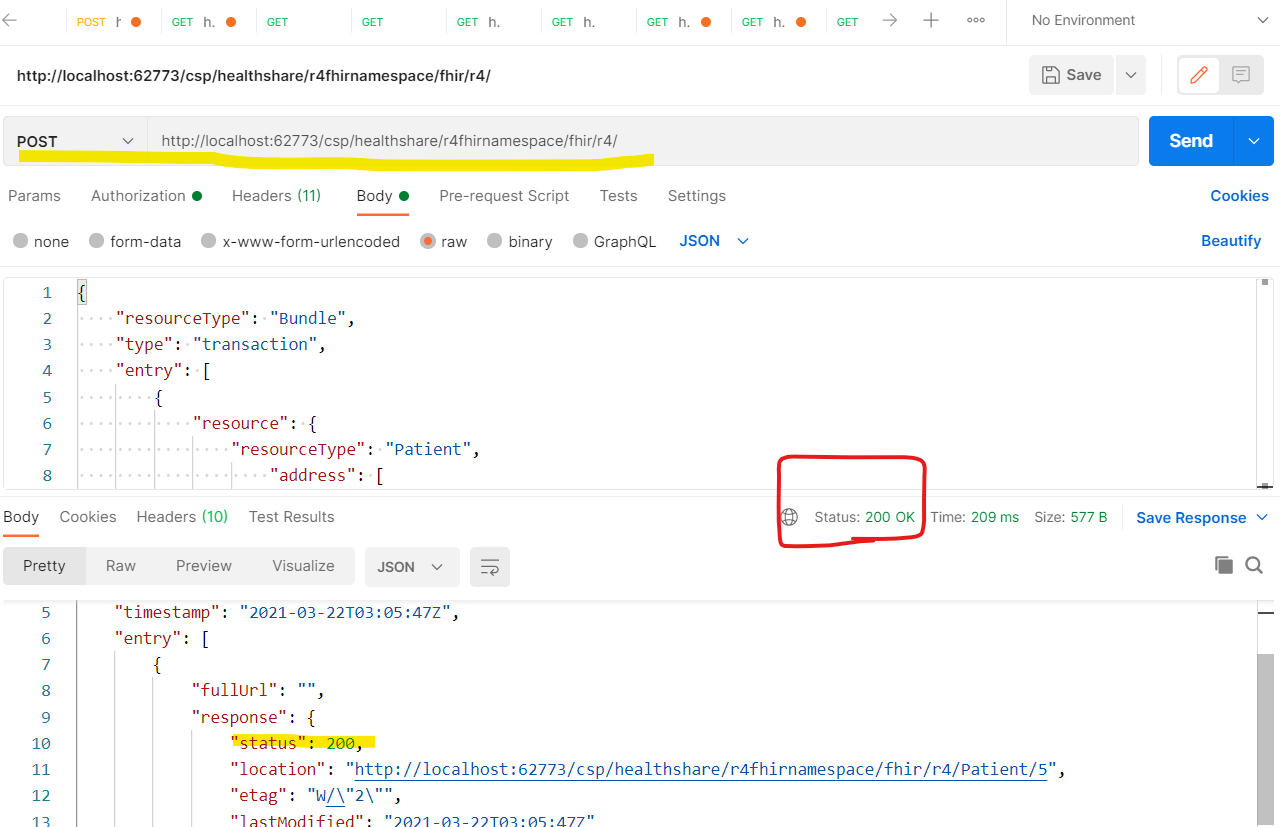 POST GET h. GET GET GET h. GET h. GET h. GET h. GET No Environment
http://localhost:62773/csp/healthshare/r4fhirnamespace/fhir/r4/ Save
POST http://localhost:62773/csp/healthshare/r4fhirnamespace/fhir/r4/ Send
Params Authorization Headers (11) Body Pre-request Script Tests Settings Cookies
none form-data x-www-form-urlencoded raw binary GraphQL JSON Beautify
1 {
2 "resourceType": "Bundle",
3 "type": "transaction",
4 "entry": [
5 {
6 "resource": {
7 "resourceType": "Patient",
8 "address": [
Body Cookies Headers (10) Test Results Status: 200 OK Time: 209 ms Size: 577 B Save Response
Pretty Raw Preview Visualize JSON
5 "timestamp": "2021-03-22T03:05:47Z",
6 "entry": [
7 {
8 "fullUrl": "",
9 "response": {
10 "status": 200,
11 "location": "http://localhost:62773/csp/healthshare/r4fhirnamespace/fhir/r4/Patient/5",
12 "etag": "W/\"2\"",
13 "lastModified": "2021-03-22T03:05:47Z"